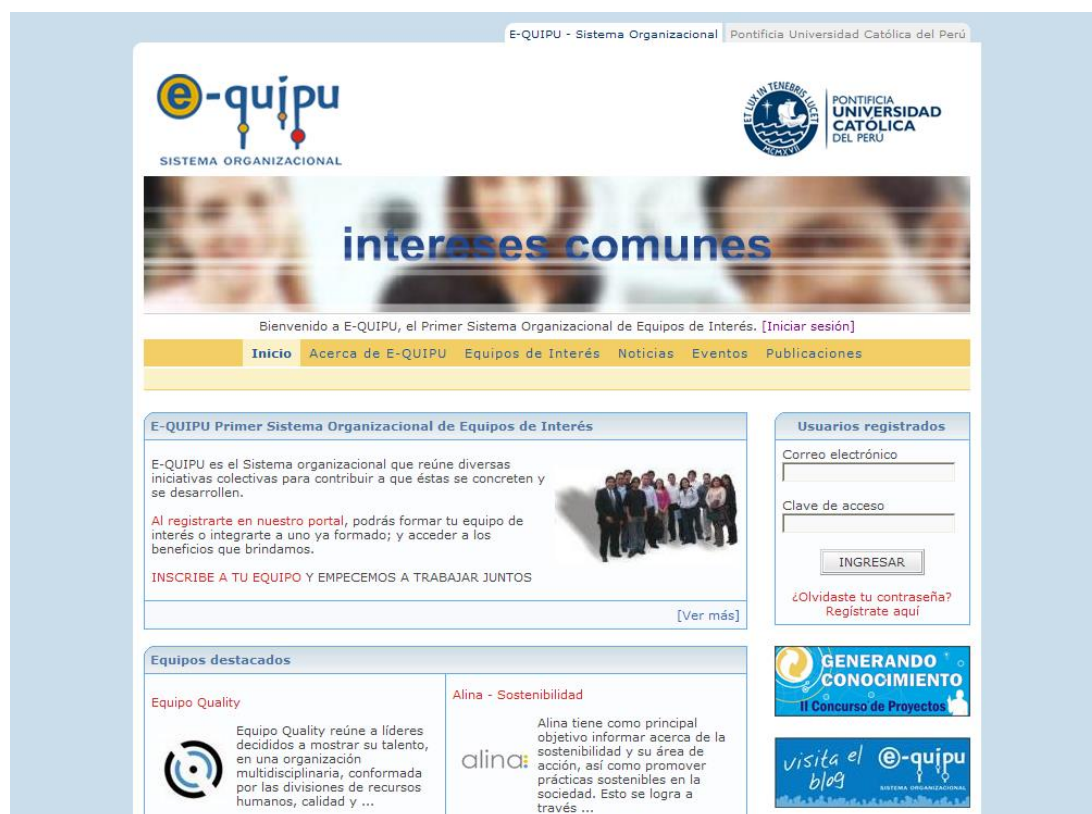 E-QUIPU - Sistema Organizacional
Pontificia Universidad Católica del Perú
e-quipu
SISTEMA ORGANIZACIONAL
ET LUX IN TENEBRIS LUCET
MCMXVII
PONTIFICIA
UNIVERSIDAD
CATÓLICA
DEL PERÚ
intereses comunes
Bienvenido a E-QUIPU, el Primer Sistema Organizacional de Equipos de Interés. [Iniciar sesión]
Inicio Acerca de E-QUIPU Equipos de Interés Noticias Eventos Publicaciones
E-QUIPU Primer Sistema Organizacional de Equipos de Interés
E-QUIPU es el Sistema organizacional que reúne diversas
iniciativas colectivas para contribuir a que éstas se concreten y
se desarrollen.
Al registrarte en nuestro portal, podrás formar tu equipo de
interés o integrarte a uno ya formado; y acceder a los
beneficios que brindamos.
INSCRIBE A TU EQUIPO Y EMPECEMOS A TRABAJAR JUNTOS
[Ver más]
Usuarios registrados
Correo electrónico
Clave de acceso
INGRESAR
¿Olvidaste tu contraseña?
Regístrate aquí
Equipos destacados
Equipo Quality
Equipo Quality reúne a líderes
decididos a mostrar su talento,
en una organización
multidisciplinaria, conformada
por las divisiones de recursos
humanos, calidad y ...
Alina - Sostenibilidad
alina:
Alina tiene como principal
objetivo informar acerca de la
sostenibilidad y su área de
acción, así como promover
prácticas sostenibles en la
sociedad. Esto se logra a
través ...
GENERANDO
CONOCIMIENTO
II Concurso de Proyectos
visita el
blog
e-quipu
SISTEMA ORGANIZACIONAL